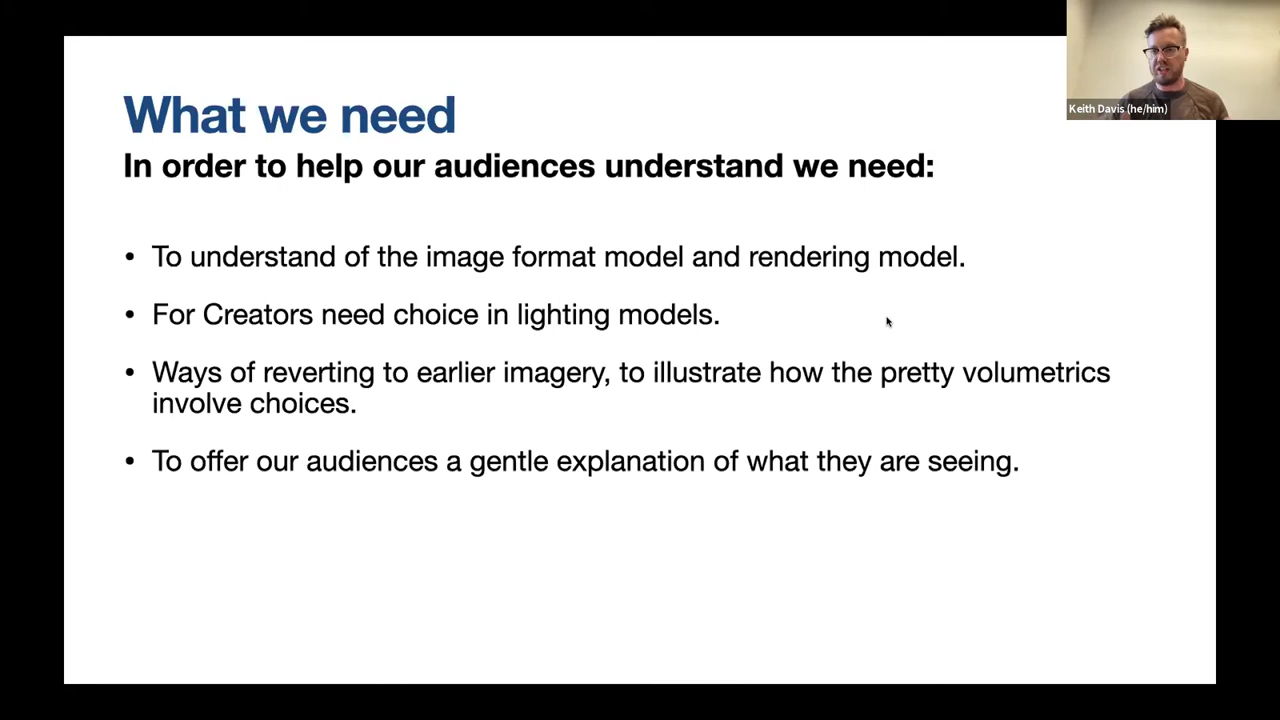 What we need
In order to help our audiences understand we need:
• To understand of the image format model and rendering model.
• For Creators need choice in lighting models.
• Ways of reverting to earlier imagery, to illustrate how the pretty volumetrics
involve choices.
• To offer our audiences a gentle explanation of what they are seeing.
Keith Davis (he/him)